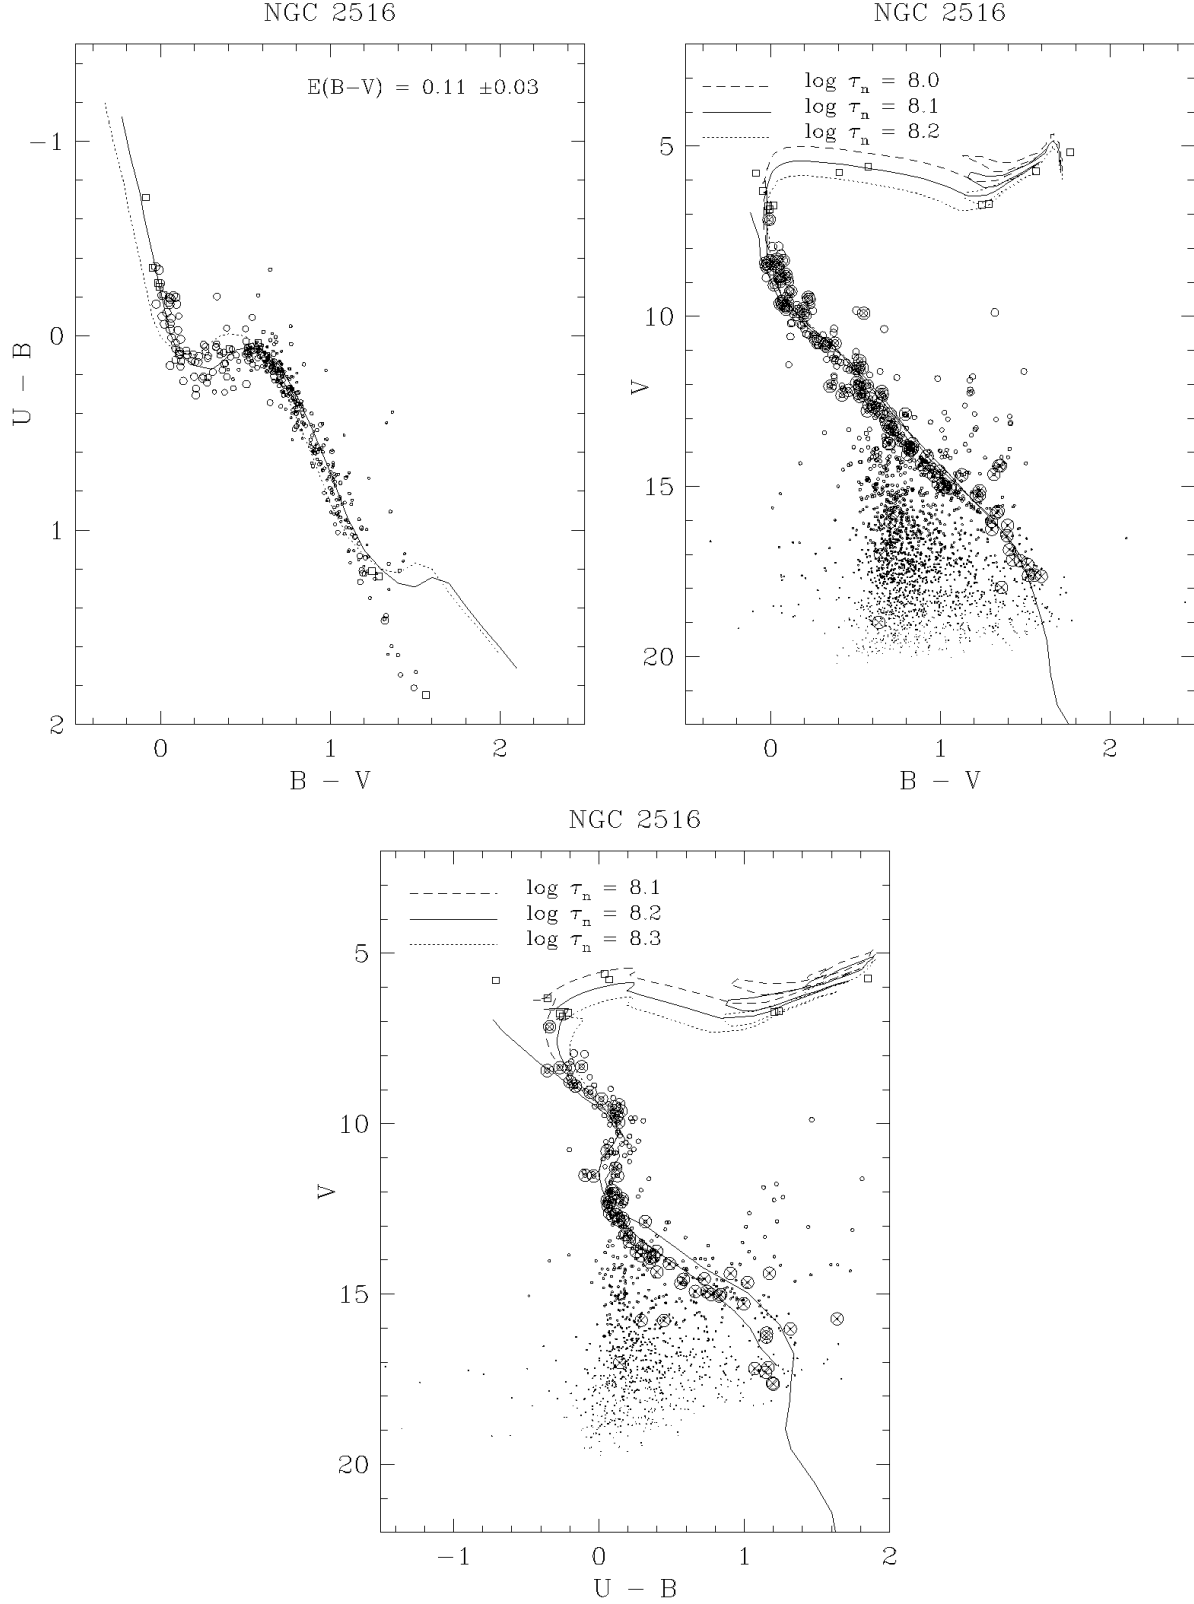 NGC 2516
E(B−V) = 0.11 ±0.03
−1
0
1
2
U − B
0
1
2
B − V
NGC 2516
log τn = 8.0
log τn = 8.1
log τn = 8.2
5
10
15
20
V
0
1
2
B − V
NGC 2516
log τn = 8.1
log τn = 8.2
log τn = 8.3
5
10
15
20
V
−1
0
1
2
U − B